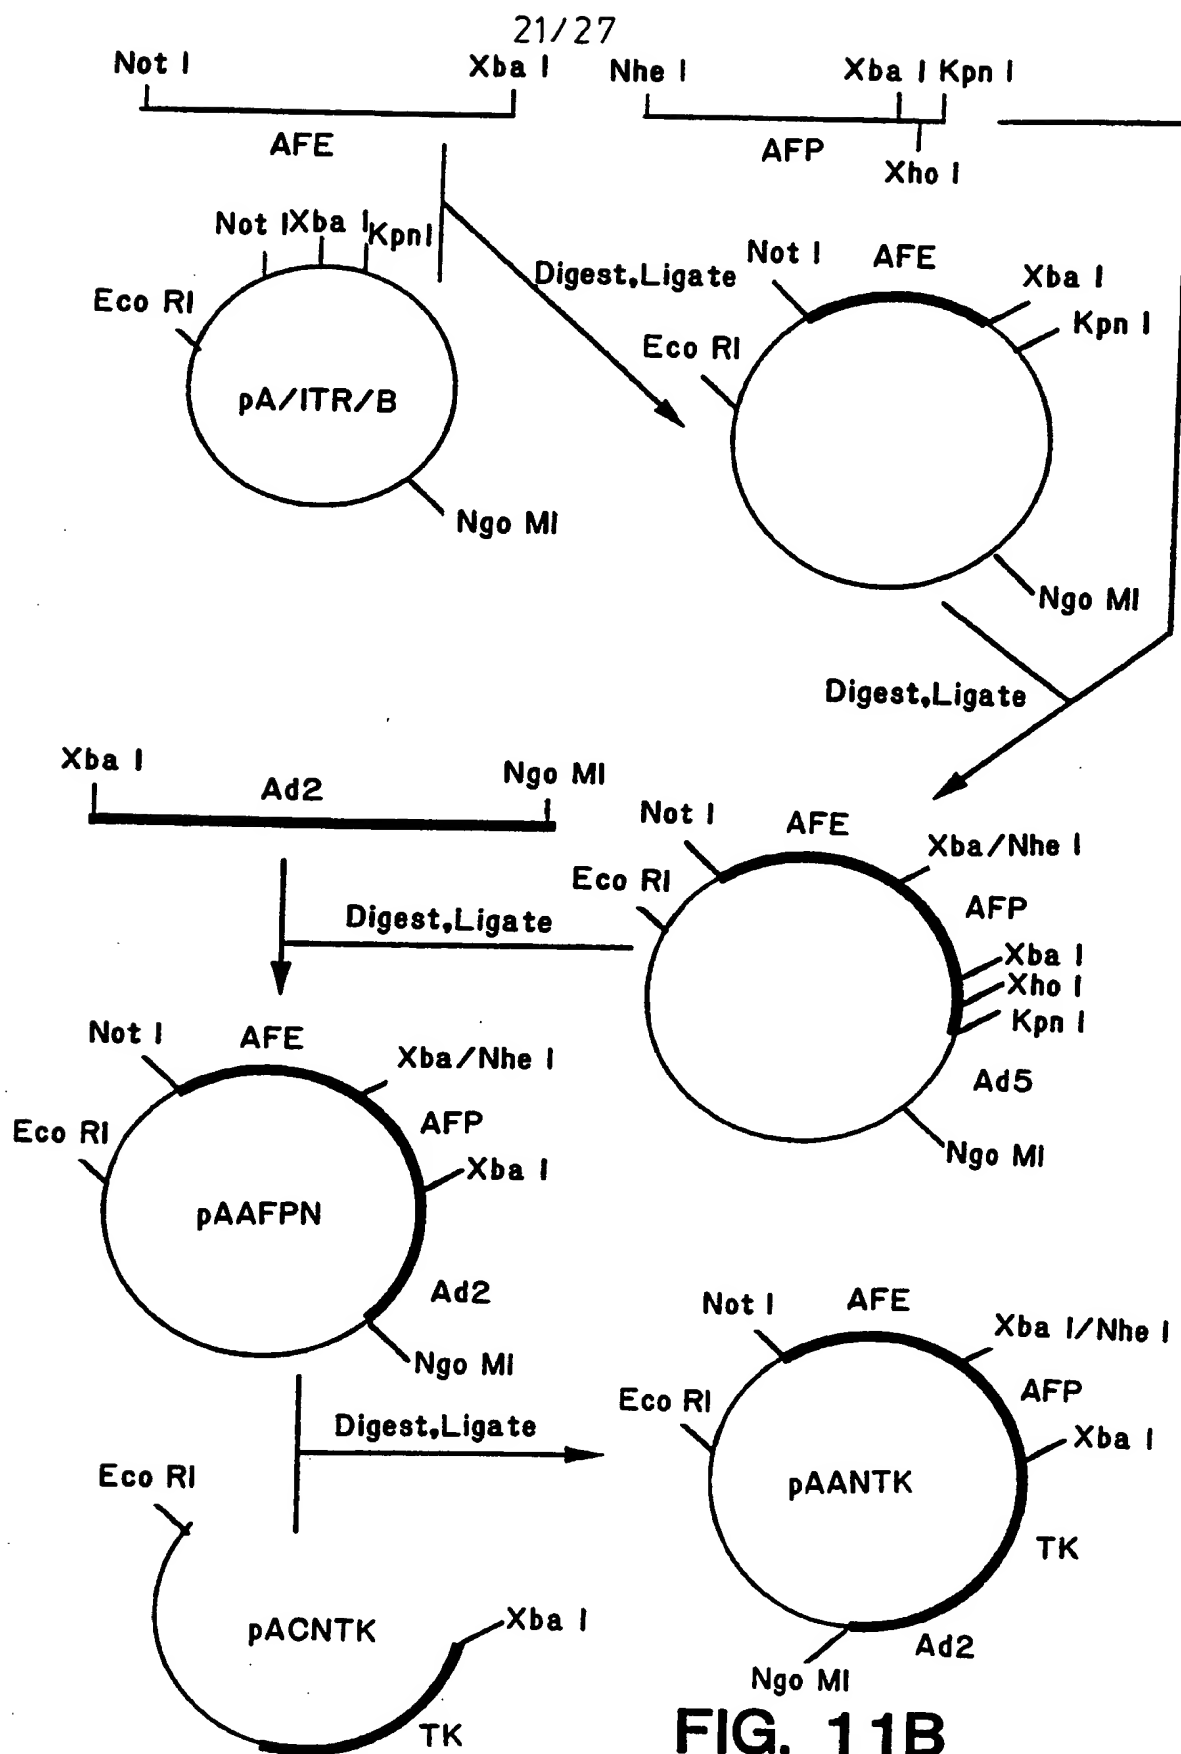 21/27
Not I
Xba I
Nhe I
Xba I Kpn I
AFE
AFP
Xho I
Not I Xba I Kpn I
Eco RI
pA/ITR/B
Ngo MI
Digest,Ligate
Not I
AFE
Xba I
Kpn I
Eco RI
Ngo MI
Digest,Ligate
Xba I
Ad2
Ngo MI
Not I
AFE
Xba/Nhe I
Eco RI
AFP
Xba I
Xho I
Kpn I
Ad5
Ngo MI
Digest,Ligate
Not I
AFE
Xba/Nhe I
Eco RI
AFP
Xba I
pAAFPN
Ad2
Ngo MI
Digest,Ligate
Eco RI
pACNTK
Xba I
TK
Not I
AFE
Xba I/Nhe I
Eco RI
AFP
Xba I
pAANTK
TK
Ad2
Ngo MI
FIG. 11B